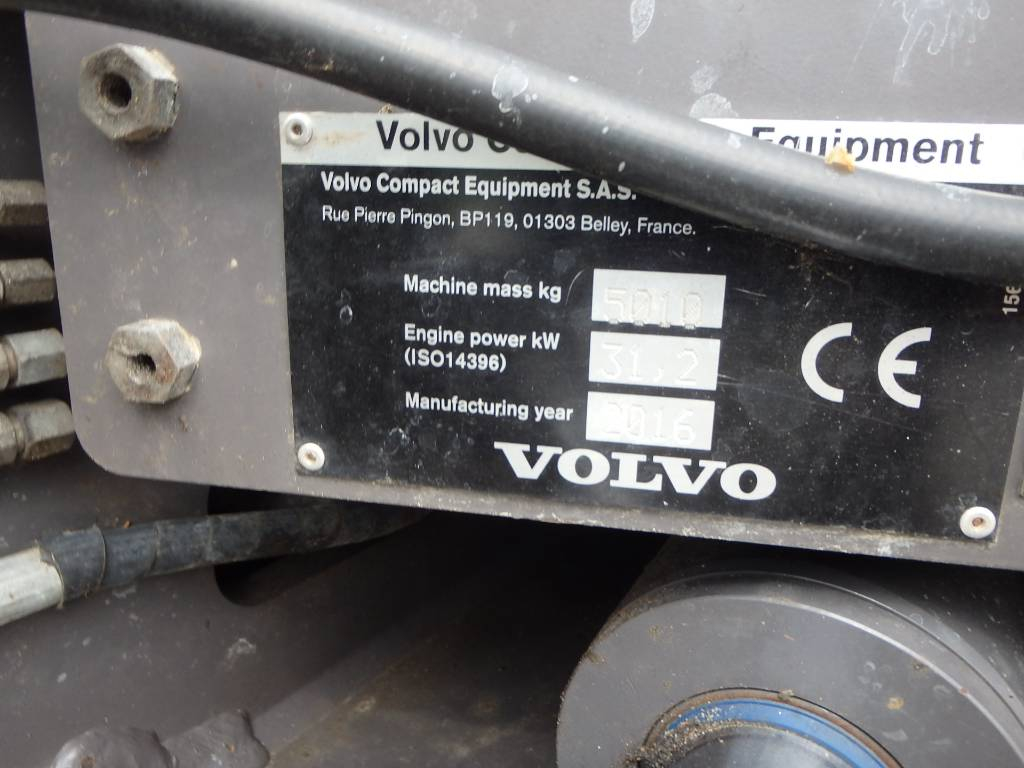 Volvo Equipment
Volvo Compact Equipment S.A.S.
Rue Pierre Pingon, BP119, 01303 Belley, France.
Machine mass kg 5010
Engine power kW 31,2
(ISO14396)
Manufacturing year 2016
CE
VOLVO
156